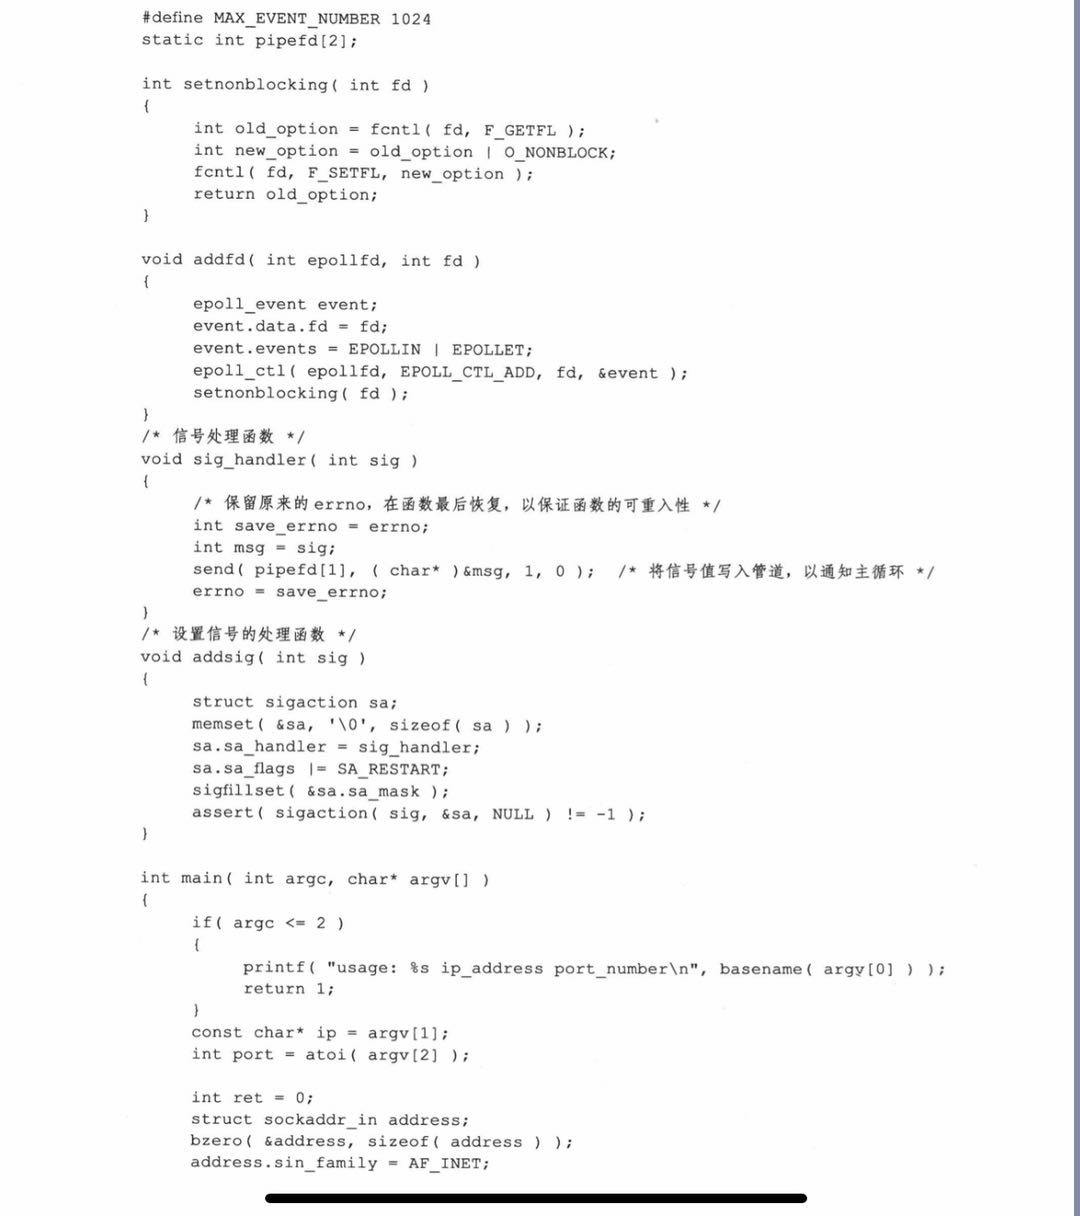 #define MAX_EVENT_NUMBER 1024
static int pipefd[2];
int setnonblocking( int fd )
{
int old_option = fcntl( fd, F_GETFL );
int new_option = old_option | O_NONBLOCK;
fcntl( fd, F_SETFL, new_option );
return old_option;
}
void addfd( int epollfd, int fd )
{
epoll_event event;
event.data.fd = fd;
event.events = EPOLLIN | EPOLLET;
epoll_ctl( epollfd, EPOLL_CTL_ADD, fd, &event );
setnonblocking( fd );
}
/* 信号处理函数 */
void sig_handler( int sig )
{
/* 保留原来的errno，在函数最后恢复，以保证函数的可重入性 */
int save_errno = errno;
int msg = sig;
send( pipefd[1], ( char* )&msg, 1, 0 ); /* 将信号值写入管道，以通知主循环 */
errno = save_errno;
}
/* 设置信号的处理函数 */
void addsig( int sig )
{
struct sigaction sa;
memset( &sa, '\0', sizeof( sa ) );
sa.sa_handler = sig_handler;
sa.sa_flags |= SA_RESTART;
sigfillset( &sa.sa_mask );
assert( sigaction( sig, &sa, NULL ) != -1 );
}
int main( int argc, char* argv[] )
{
if( argc <= 2 )
{
printf( "usage: %s ip_address port_number\n", basename( argv[0] ) );
return 1;
}
const char* ip = argv[1];
int port = atoi( argv[2] );
int ret = 0;
struct sockaddr_in address;
bzero( &address, sizeof( address ) );
address.sin_family = AF_INET;